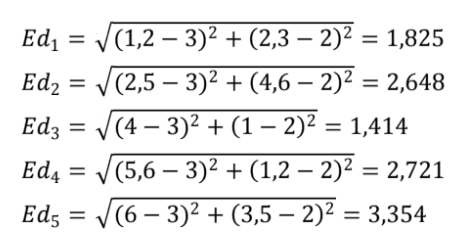 Ed₁ = √(1,2 − 3)² + (2,3 − 2)² = 1,825
Ed₂ = √(2,5 − 3)² + (4,6 − 2)² = 2,648
Ed₃ = √(4 − 3)² + (1 − 2)² = 1,414
Ed₄ = √(5,6 − 3)² + (1,2 − 2)² = 2,721
Ed₅ = √(6 − 3)² + (3,5 − 2)² = 3,354